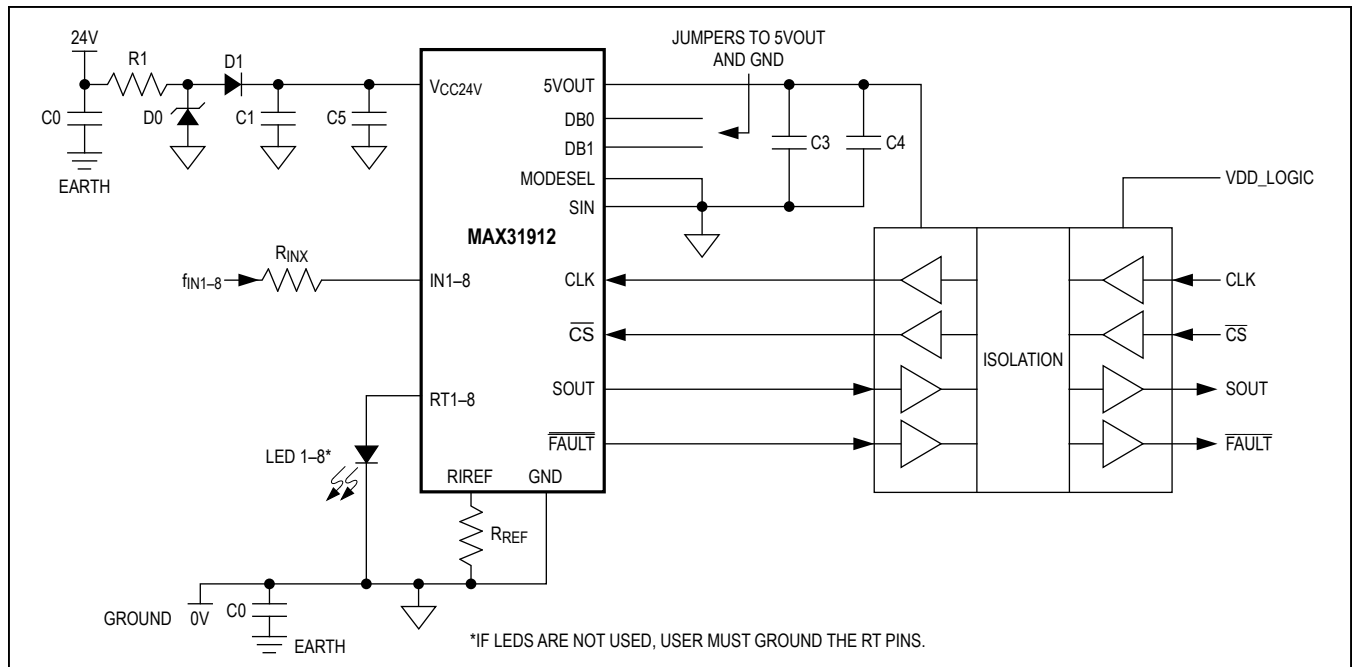 24V
R1
D1
C0
D0
C1
C5
EARTH
VCC24V
5VOUT
DB0
DB1
MODESEL
SIN
MAX31912
JUMPERS TO 5VOUT
AND GND
C3
C4
VDD_LOGIC
fIN1–8
RINX
IN1–8
CLK
CS
SOUT
FAULT
ISOLATION
CLK
CS
SOUT
FAULT
RT1–8
LED 1–8*
RIREF
GND
RREF
GROUND
0V
C0
EARTH
*IF LEDS ARE NOT USED, USER MUST GROUND THE RT PINS.